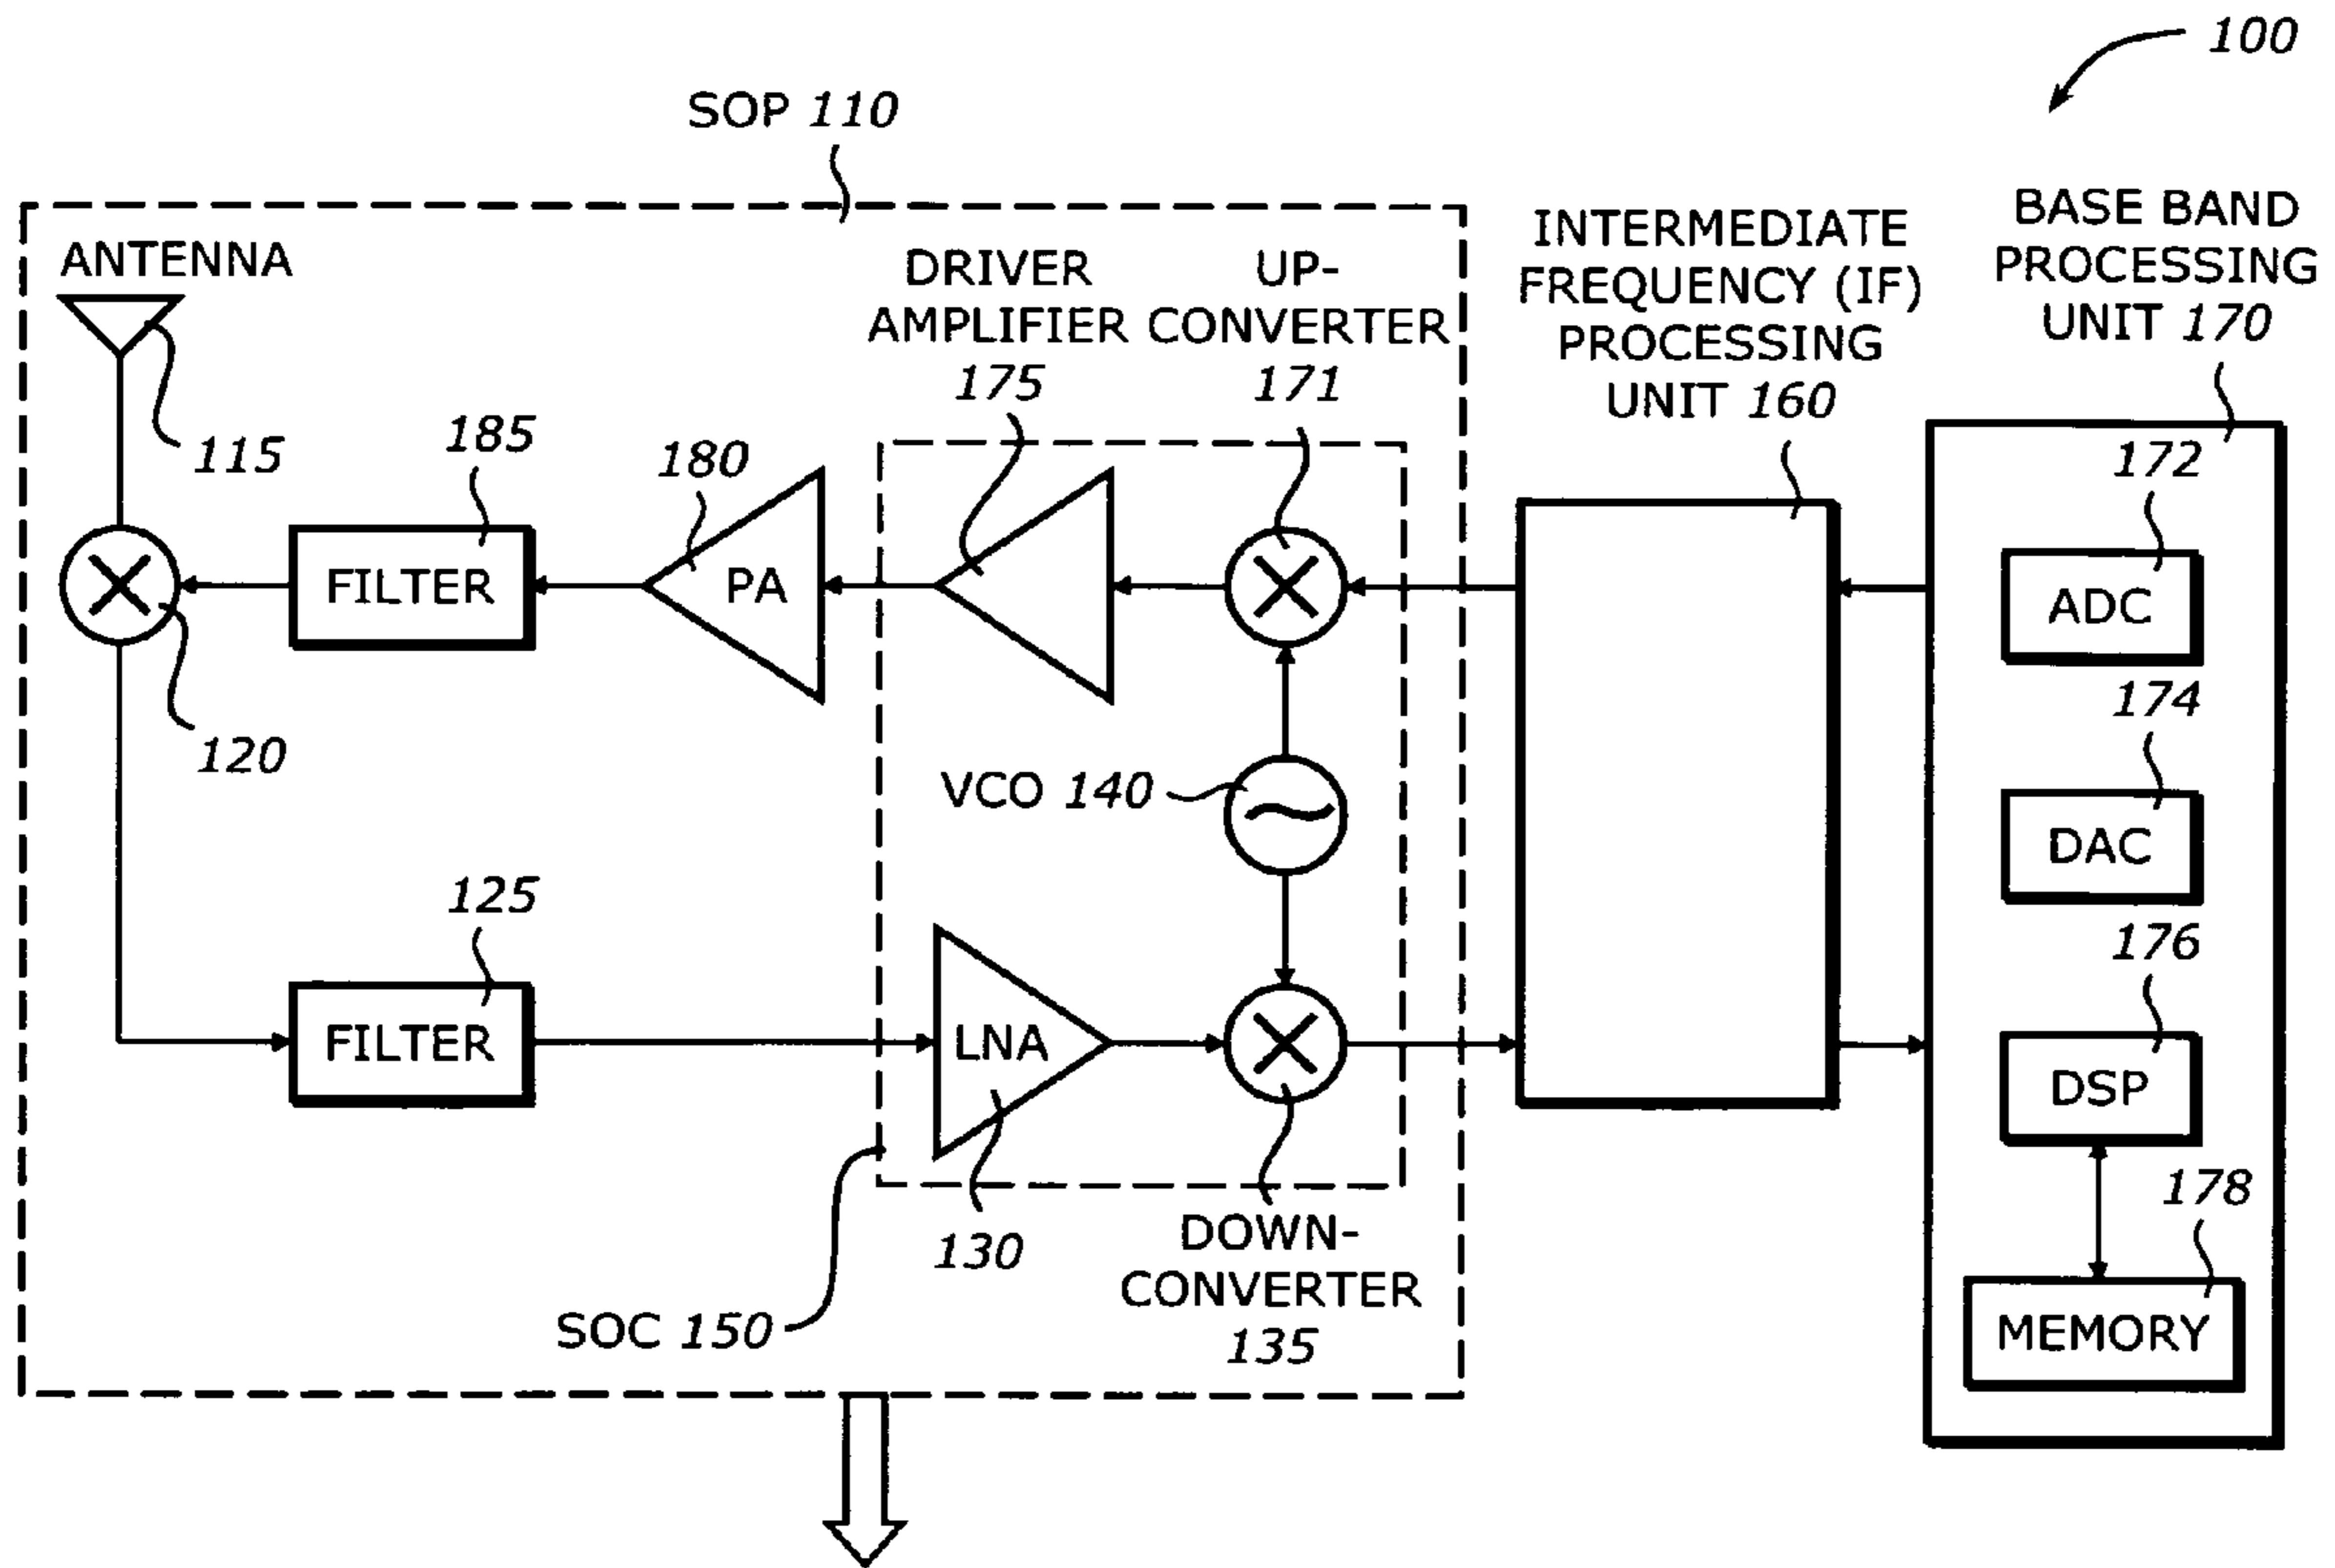 100
SOP 110
ANTENNA
115
120
185
FILTER
180
PA
DRIVER
AMPLIFIER
175
UP-
CONVERTER
171
VCO 140
125
FILTER
LNA
130
DOWN-
CONVERTER
135
SOC 150
INTERMEDIATE
FREQUENCY (IF)
PROCESSING
UNIT 160
BASE BAND
PROCESSING
UNIT 170
172
ADC
174
DAC
176
DSP
178
MEMORY